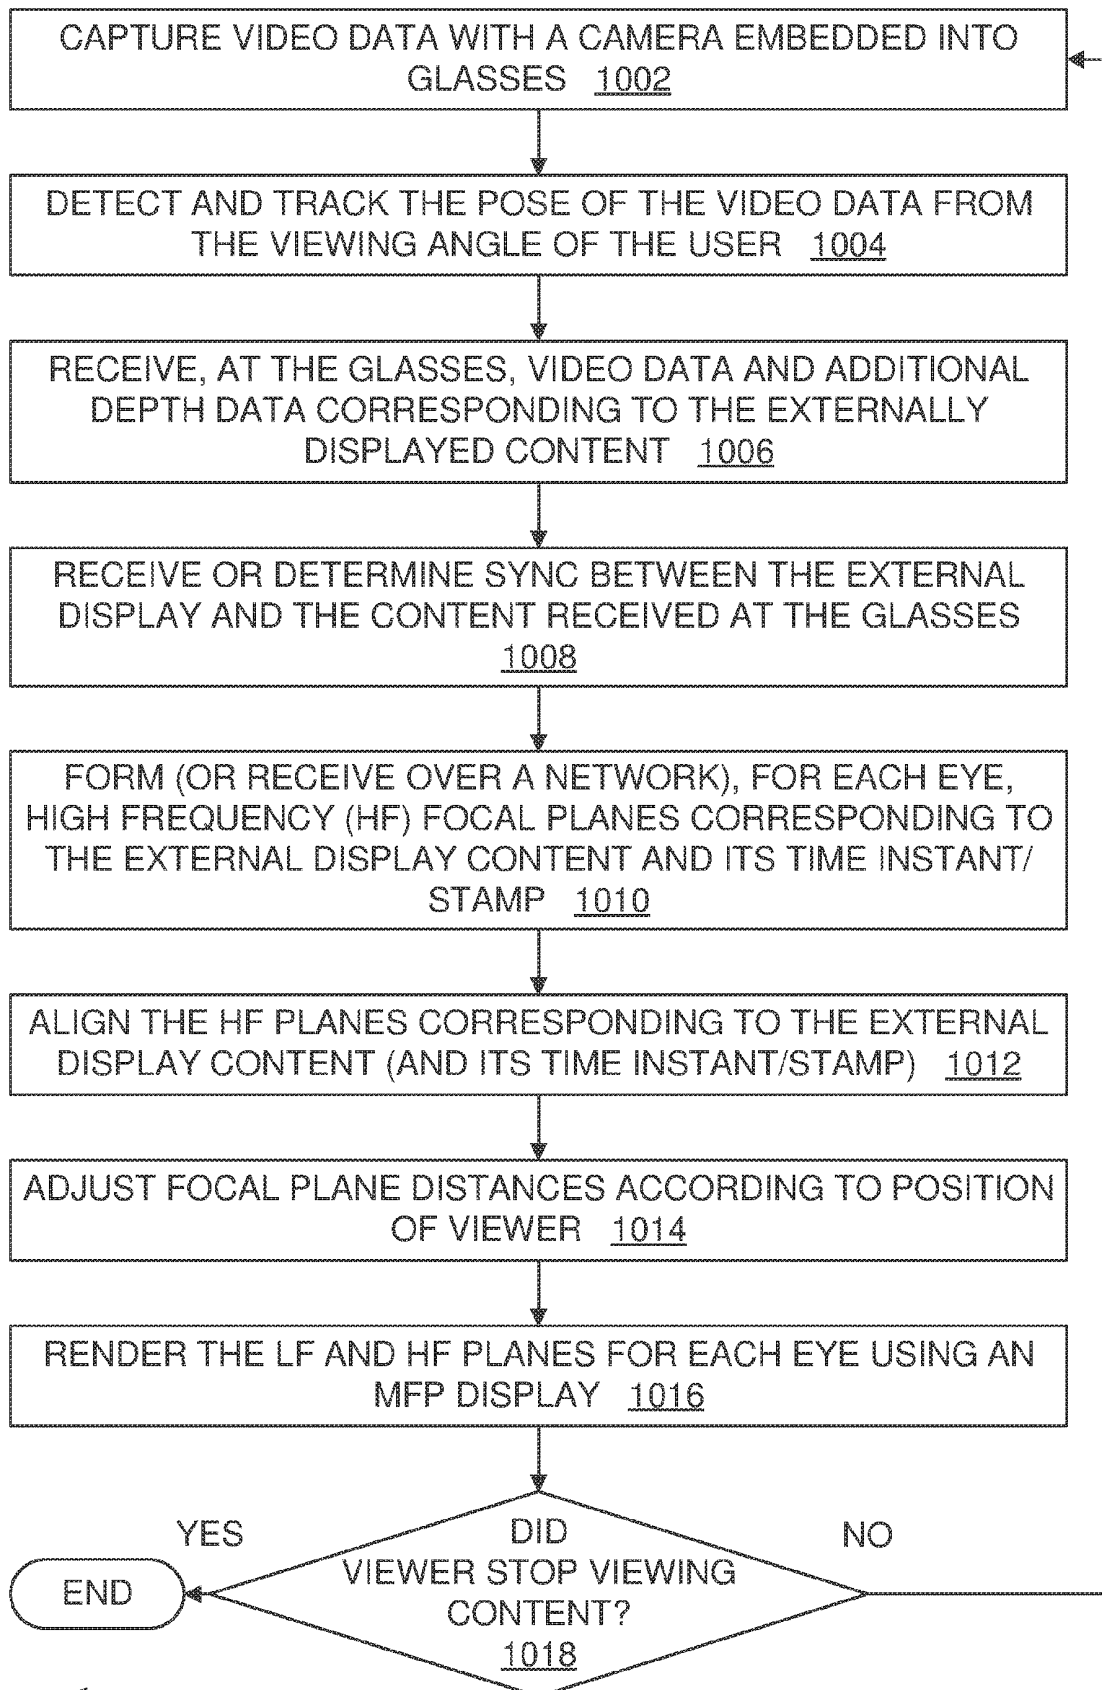 CAPTURE VIDEO DATA WITH A CAMERA EMBEDDED INTO
GLASSES 1002
DETECT AND TRACK THE POSE OF THE VIDEO DATA FROM
THE VIEWING ANGLE OF THE USER 1004
RECEIVE, AT THE GLASSES, VIDEO DATA AND ADDITIONAL
DEPTH DATA CORRESPONDING TO THE EXTERNALLY
DISPLAYED CONTENT 1006
RECEIVE OR DETERMINE SYNC BETWEEN THE EXTERNAL
DISPLAY AND THE CONTENT RECEIVED AT THE GLASSES
1008
FORM (OR RECEIVE OVER A NETWORK), FOR EACH EYE,
HIGH FREQUENCY (HF) FOCAL PLANES CORRESPONDING TO
THE EXTERNAL DISPLAY CONTENT AND ITS TIME INSTANT/
STAMP 1010
ALIGN THE HF PLANES CORRESPONDING TO THE EXTERNAL
DISPLAY CONTENT (AND ITS TIME INSTANT/STAMP) 1012
ADJUST FOCAL PLANE DISTANCES ACCORDING TO POSITION
OF VIEWER 1014
RENDER THE LF AND HF PLANES FOR EACH EYE USING AN
MFP DISPLAY 1016
YES
DID
NO
VIEWER STOP VIEWING
END
CONTENT?
1018